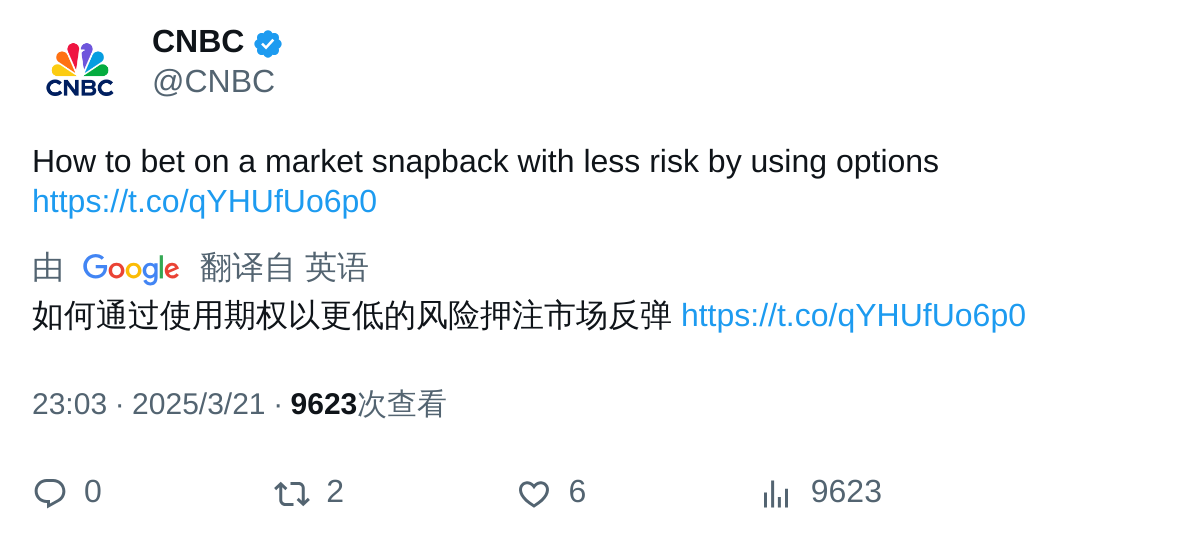 CNBC
CNBC
@CNBC
How to bet on a market snapback with less risk by using options
https://t.co/qYHUfUo6p0
由 Google 翻译自 英语
如何通过使用期权以更低的风险押注市场反弹 https://t.co/qYHUfUo6p0
23:03 · 2025/3/21 · 9623次查看
0 2 6 9623